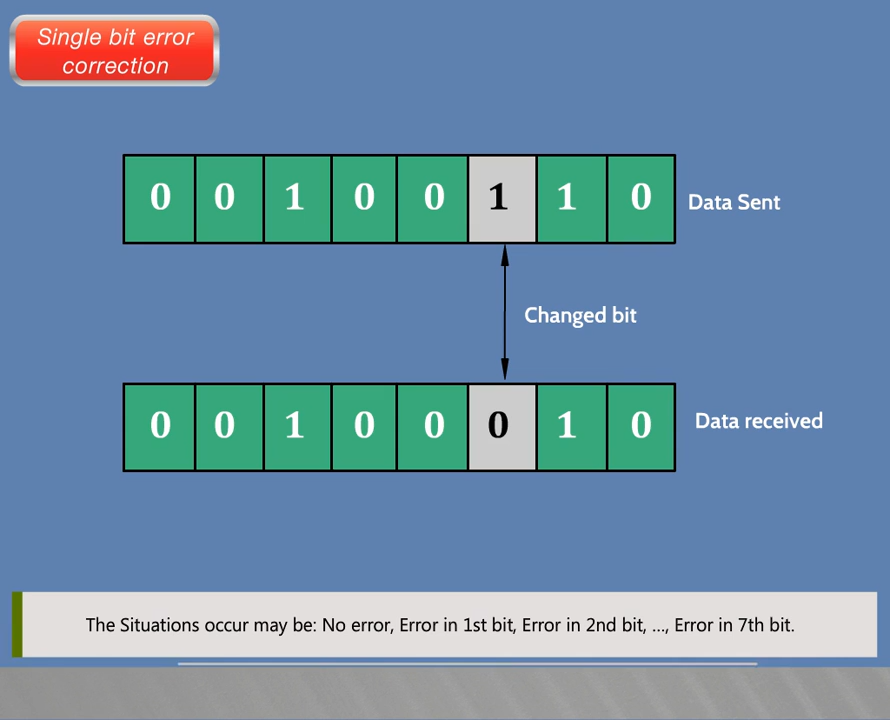 Single bit error
correction
0 0 1 0 0 1 1 0 Data Sent
Changed bit
0 0 1 0 0 0 1 0 Data received
The Situations occur may be: No error, Error in 1st bit, Error in 2nd bit, ..., Error in 7th bit.